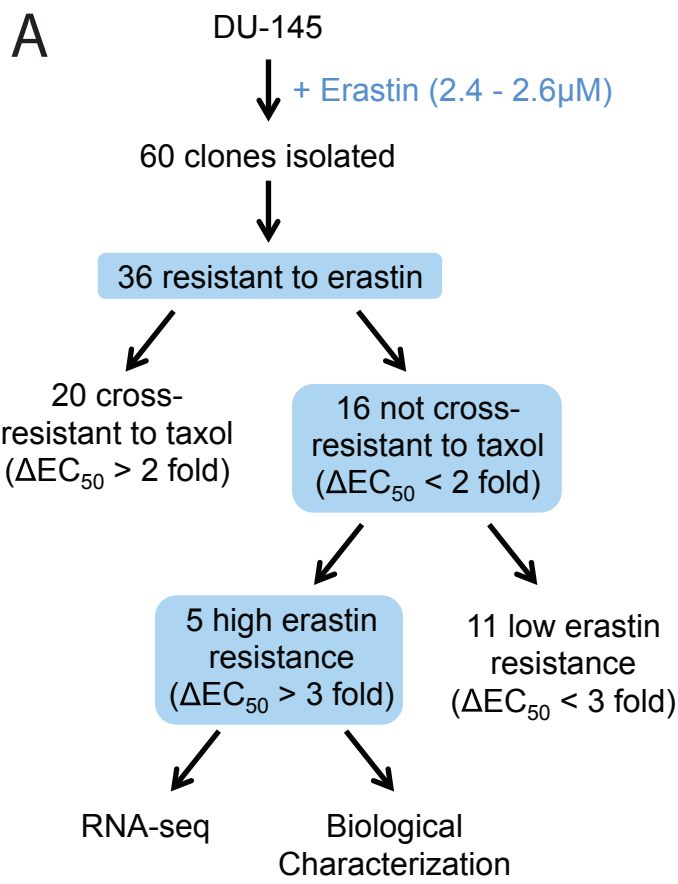 A
DU-145
+ Erastin (2.4 - 2.6µM)
60 clones isolated
36 resistant to erastin
20 cross-
resistant to taxol
(ΔEC50 > 2 fold)
16 not cross-
resistant to taxol
(ΔEC50 < 2 fold)
5 high erastin
resistance
(ΔEC50 > 3 fold)
11 low erastin
resistance
(ΔEC50 < 3 fold)
RNA-seq
Biological
Characterization